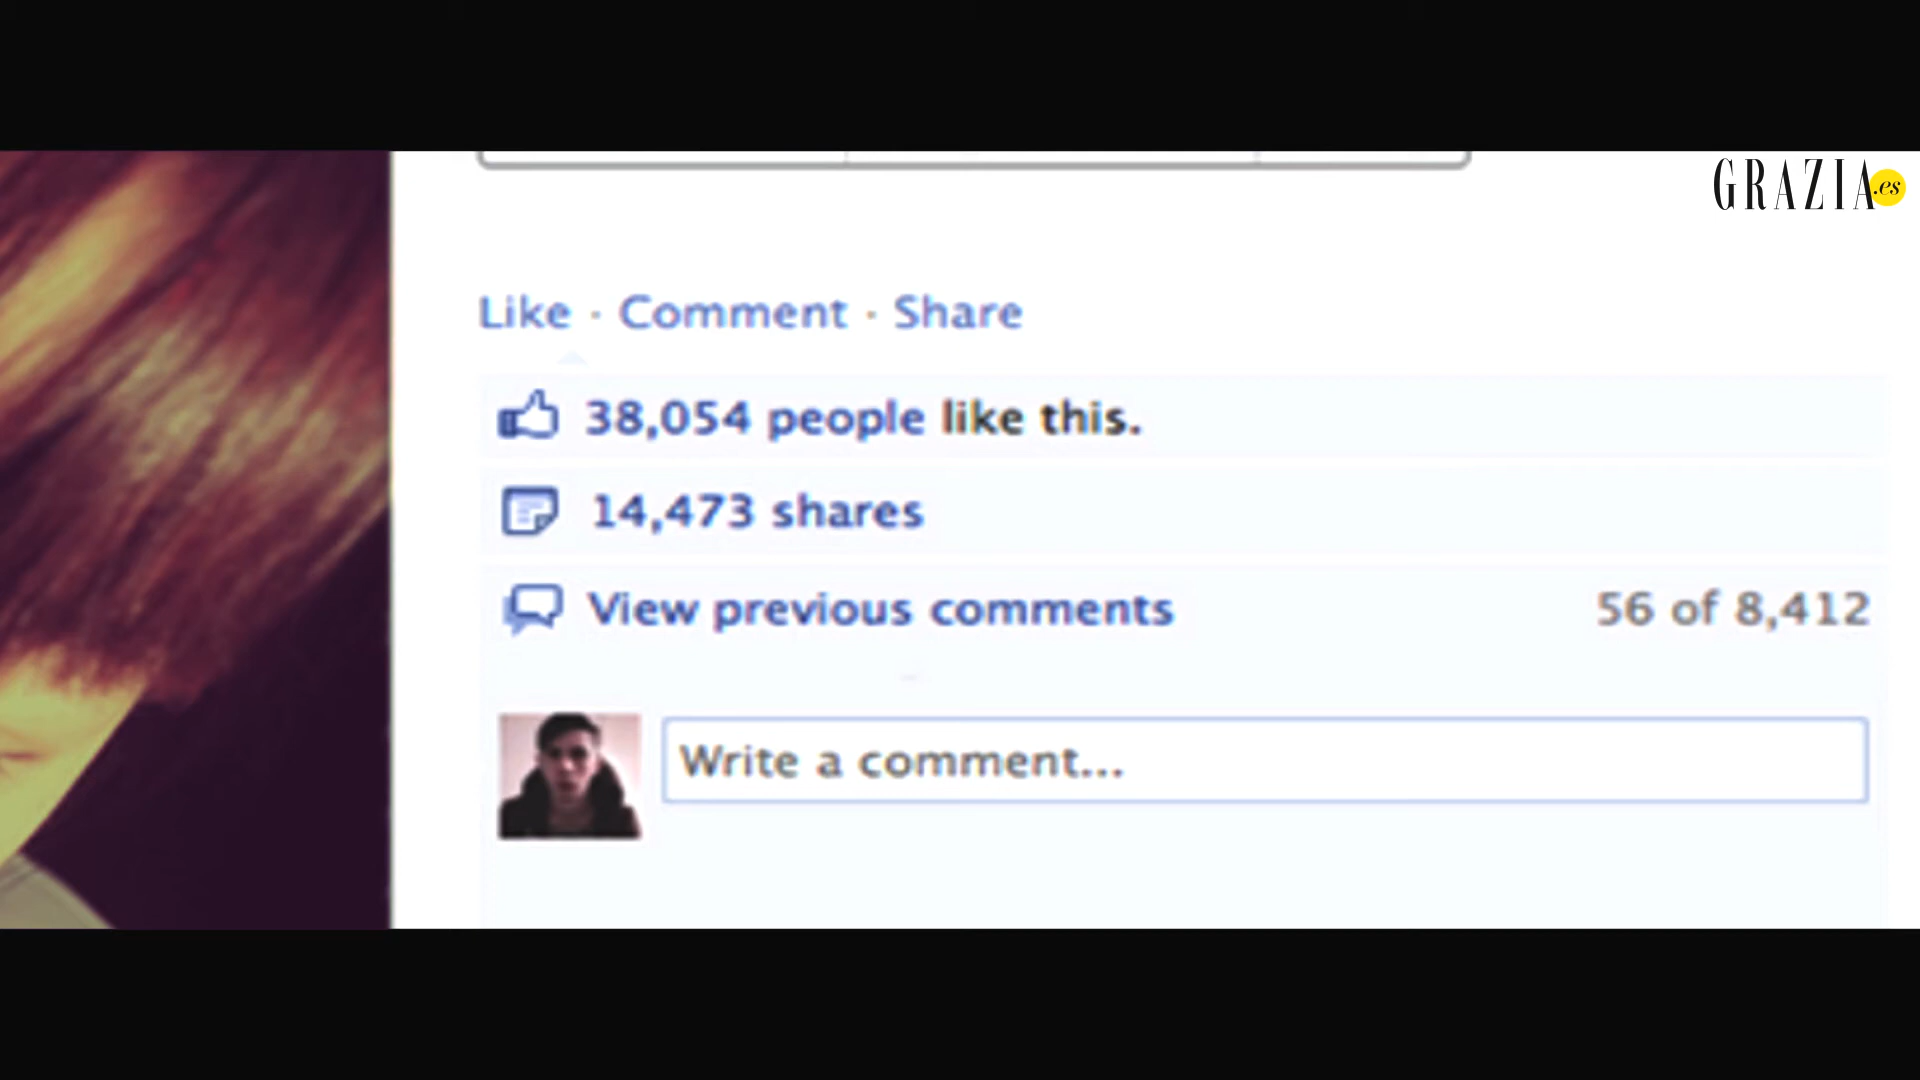 GRAZIA.es
Like · Comment · Share
38,054 people like this.
14,473 shares
View previous comments 56 of 8,412
Write a comment...